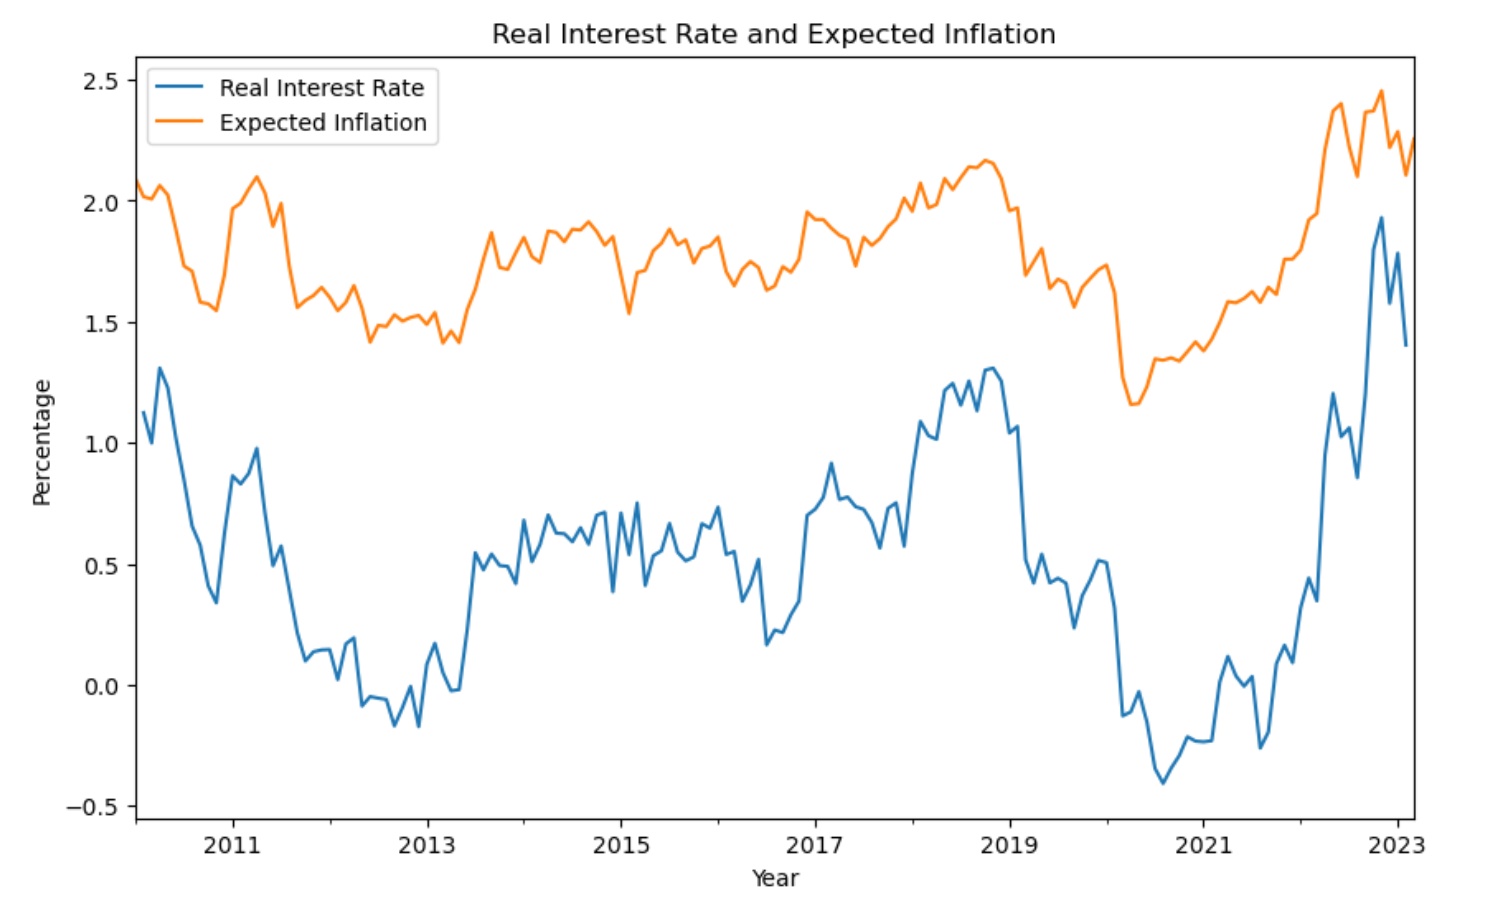 Real Interest Rate and Expected Inflation
Real Interest Rate
Expected Inflation
2.5
2.0
1.5
1.0
0.5
0.0
−0.5
Percentage
2011 2013 2015 2017 2019 2021 2023
Year